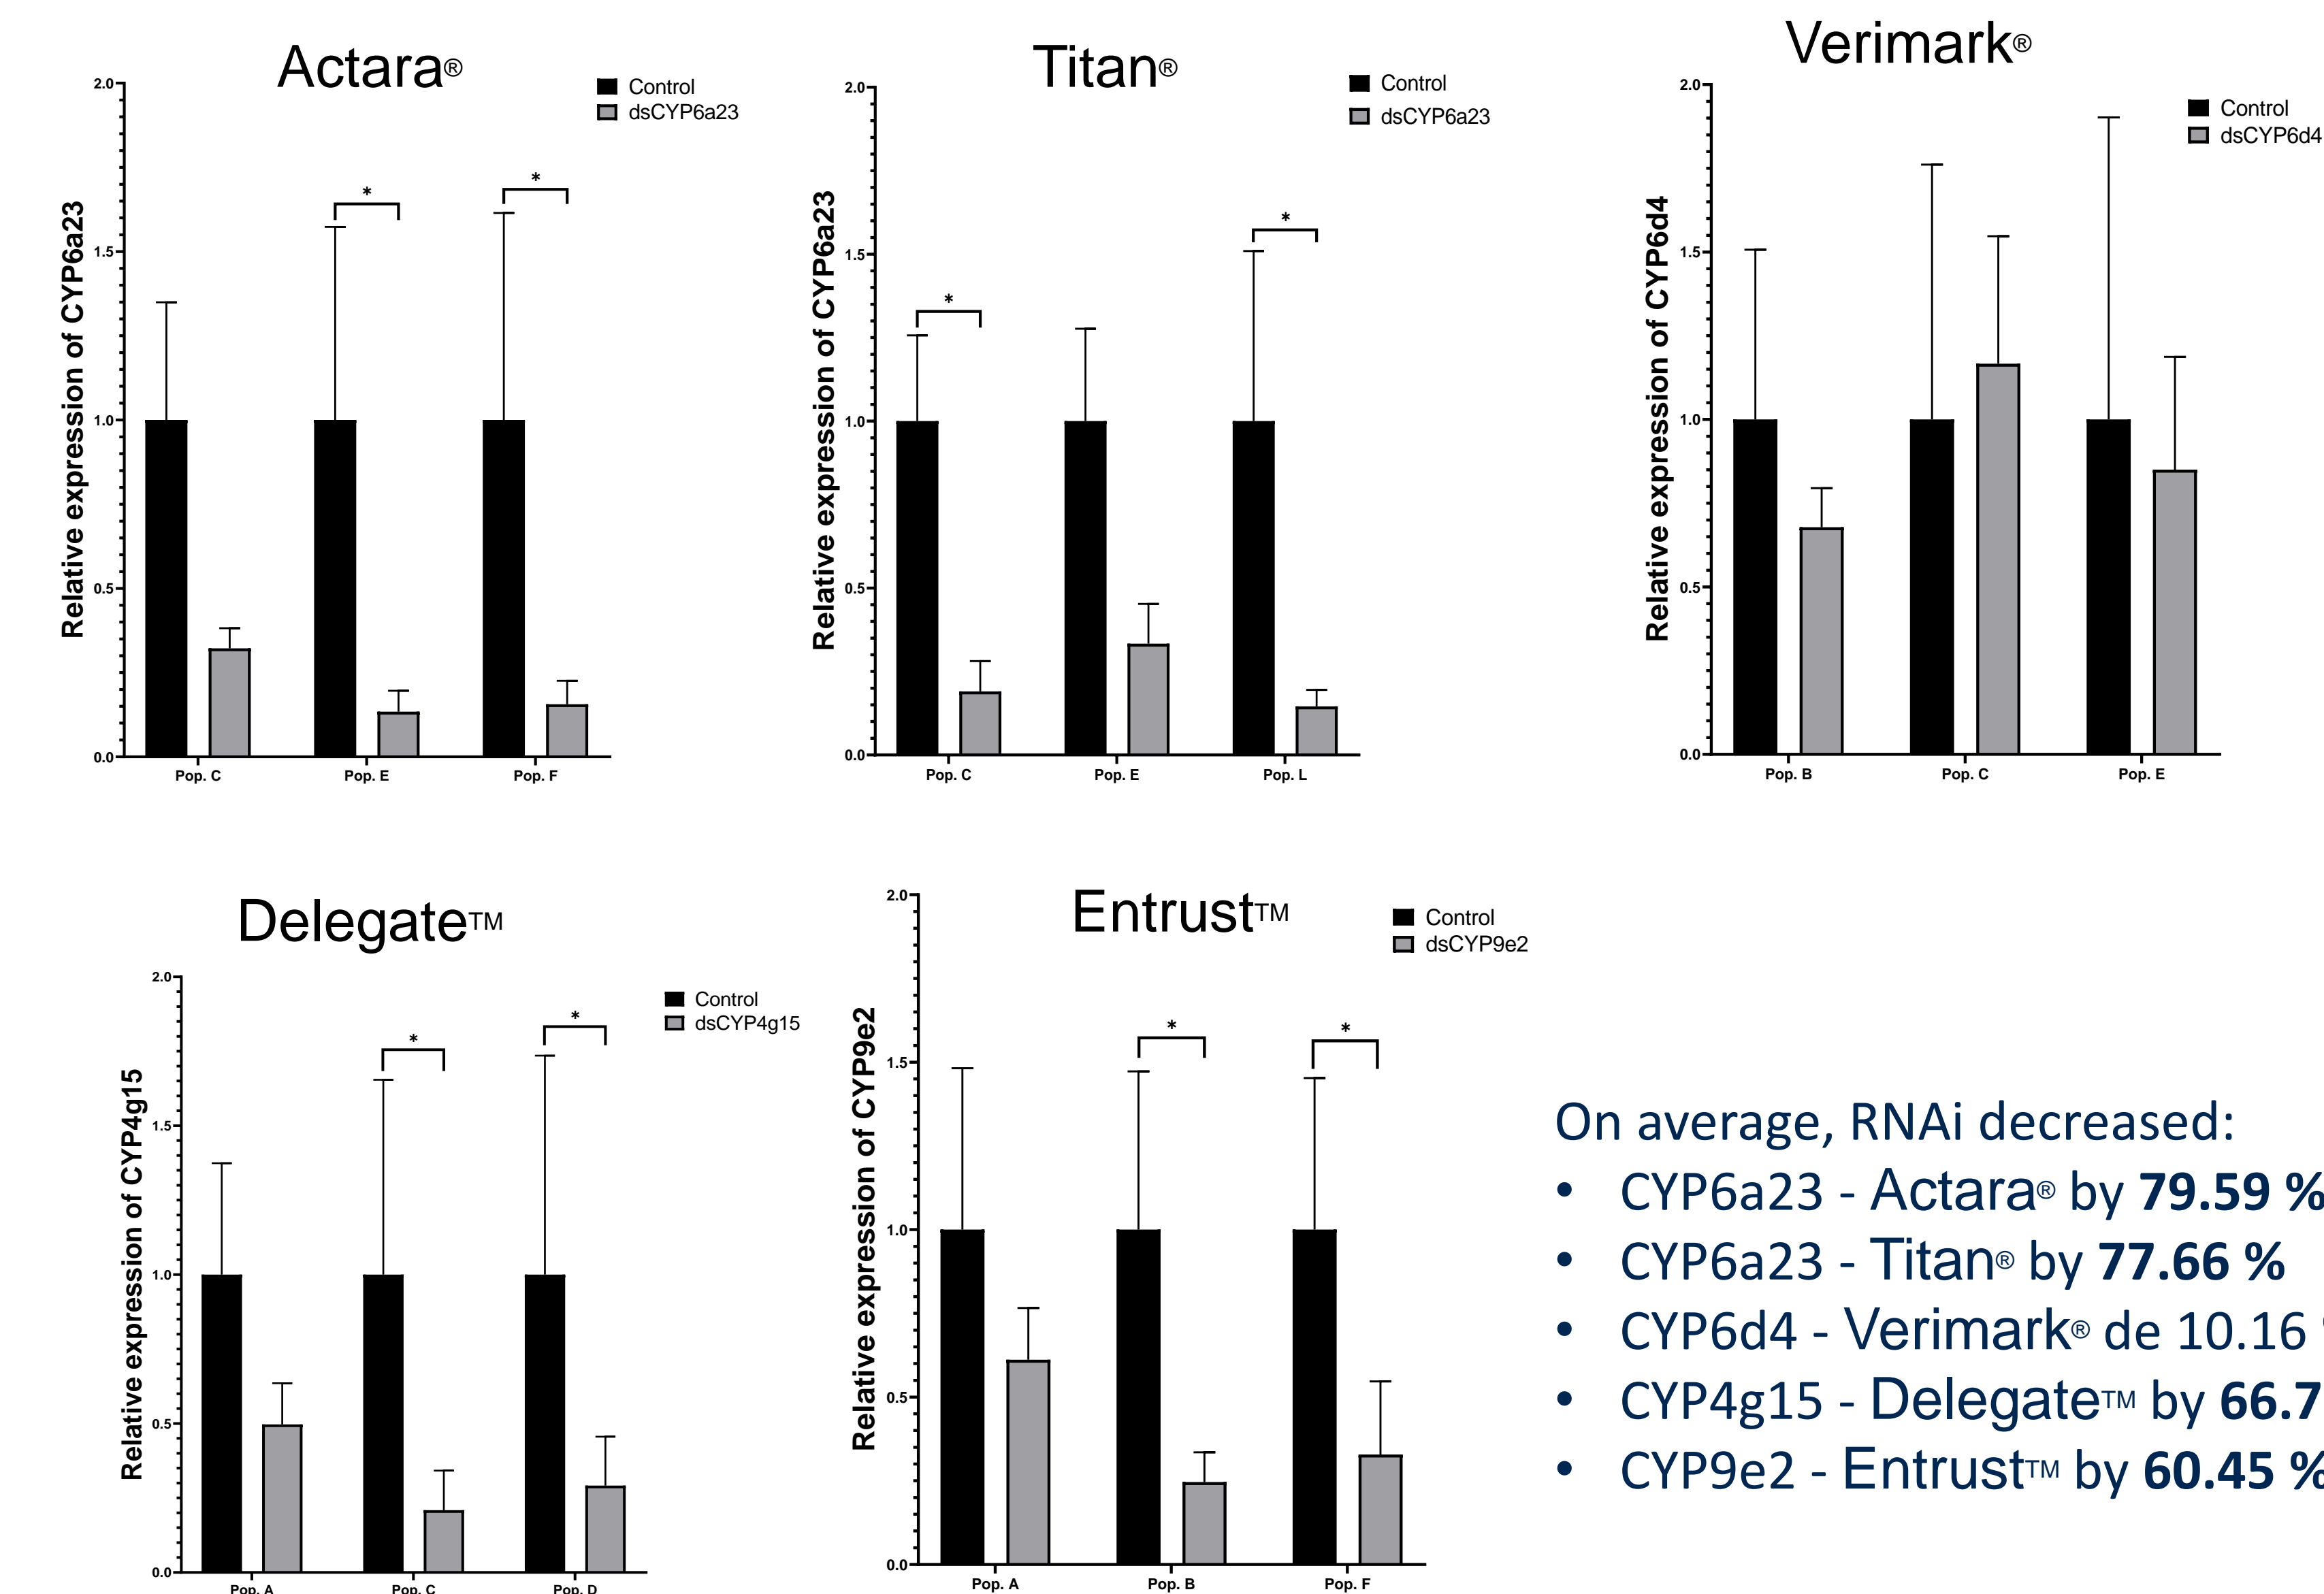 Actara®
Control
dsCYP6a23
Relative expression of CYP6a23
2.0
1.5
1.0
0.5
0.0
*
*
Pop. C
Pop. E
Pop. F
Titan®
Control
dsCYP6a23
Relative expression of CYP6a23
2.0
1.5
1.0
0.5
0.0
*
*
Pop. C
Pop. E
Pop. L
Verimark®
Control
dsCYP6d4
Relative expression of CYP6d4
2.0
1.5
1.0
0.5
0.0
Pop. B
Pop. C
Pop. E
Delegate™
Control
dsCYP4g15
Relative expression of CYP4g15
2.0
1.5
1.0
0.5
0.0
*
*
Pop. A
Pop. C
Pop. D
Entrust™
Control
dsCYP9e2
Relative expression of CYP9e2
2.0
1.5
1.0
0.5
0.0
*
*
Pop. A
Pop. B
Pop. F
On average, RNAi decreased:
• CYP6a23 - Actara® by 79.59 %
• CYP6a23 - Titan® by 77.66 %
• CYP6d4 - Verimark® de 10.16
• CYP4g15 - Delegate™ by 66.7
• CYP9e2 - Entrust™ by 60.45 %